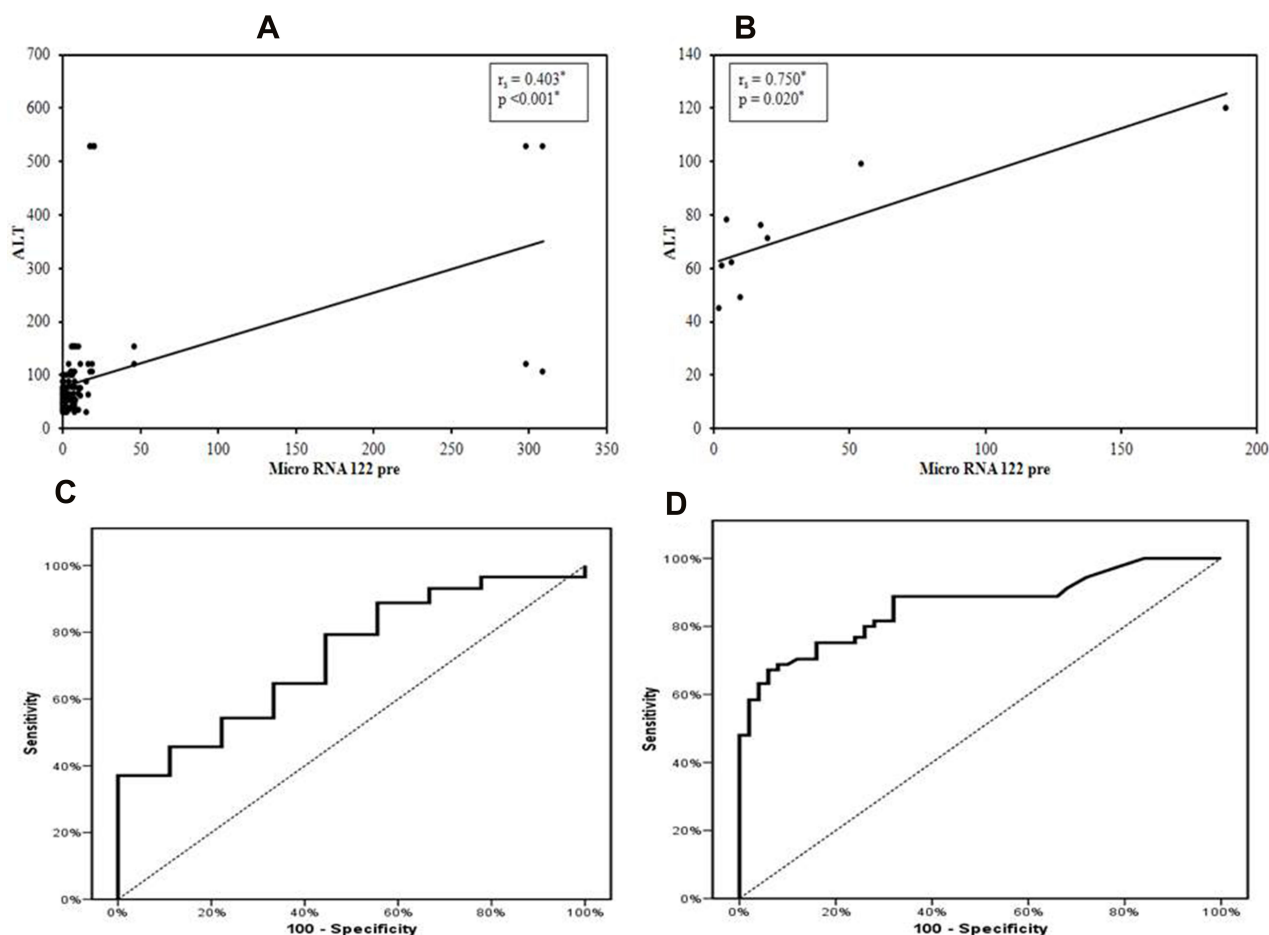 A
B
700
600
500
400
300
200
100
0
ALT
rs = 0.403*
p <0.001*
0 50 100 150 200 250 300 350
Micro RNA 122 pre
140
120
100
80
60
40
20
0
ALT
rs = 0.750*
p = 0.020*
0 50 100 150 200
Micro RNA 122 pre
C
D
100%
80%
60%
40%
20%
0%
Sensitivity
0% 20% 40% 60% 80% 100%
100 - Specificity
100%
80%
60%
40%
20%
0%
Sensitivity
0% 20% 40% 60% 80% 100%
100 - Specificity